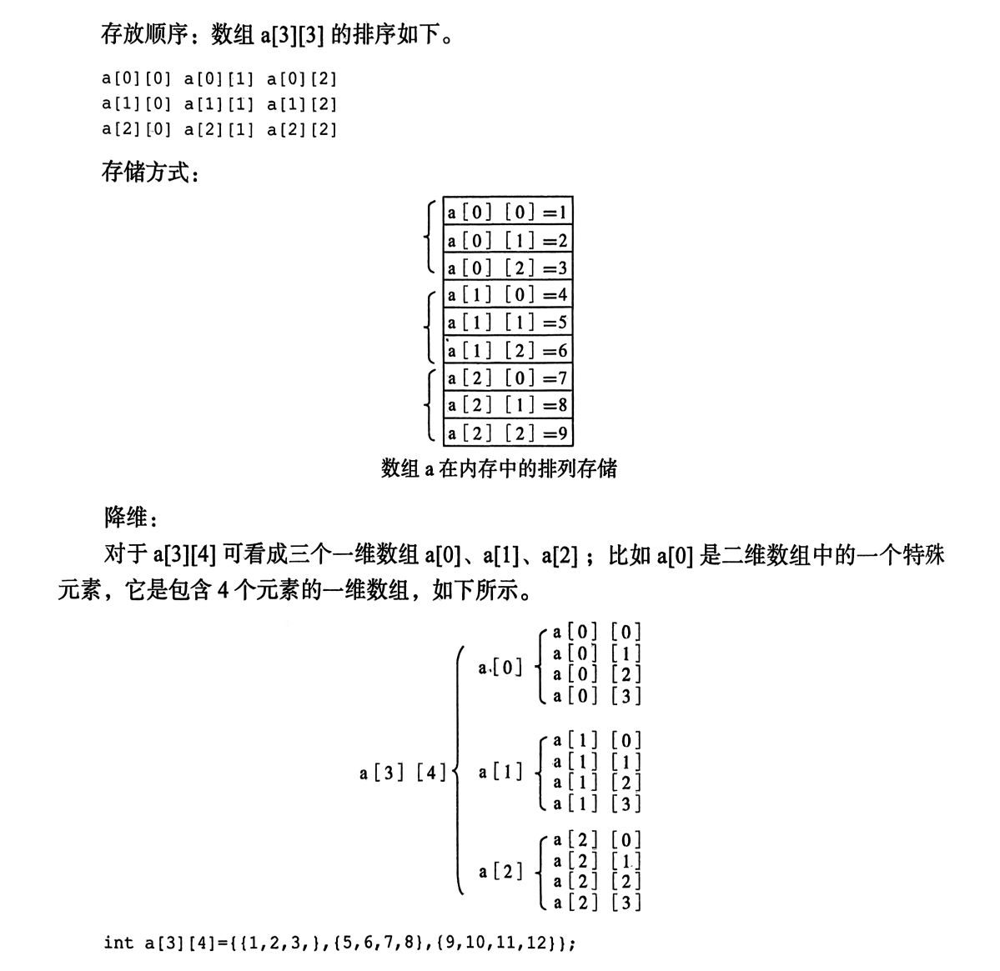 存放顺序：数组 a[3][3] 的排序如下。
a[0][0] a[0][1] a[0][2]
a[1][0] a[1][1] a[1][2]
a[2][0] a[2][1] a[2][2]
存储方式：
a[0] [0]=1
a[0] [1]=2
a[0] [2]=3
a[1] [0]=4
a[1] [1]=5
a[1] [2]=6
a[2] [0]=7
a[2] [1]=8
a[2] [2]=9
数组 a 在内存中的排列存储
降维：
对于 a[3][4] 可看成三个一维数组 a[0]、a[1]、a[2]；比如 a[0] 是二维数组中的一个特殊
元素，它是包含 4 个元素的一维数组，如下所示。
a[3] [4]
a[0]
a[0] [0]
a[0] [1]
a[0] [2]
a[0] [3]
a[1]
a[1] [0]
a[1] [1]
a[1] [2]
a[1] [3]
a[2]
a[2] [0]
a[2] [1]
a[2] [2]
a[2] [3]
int a[3][4]={{1,2,3,},{5,6,7,8},{9,10,11,12}};